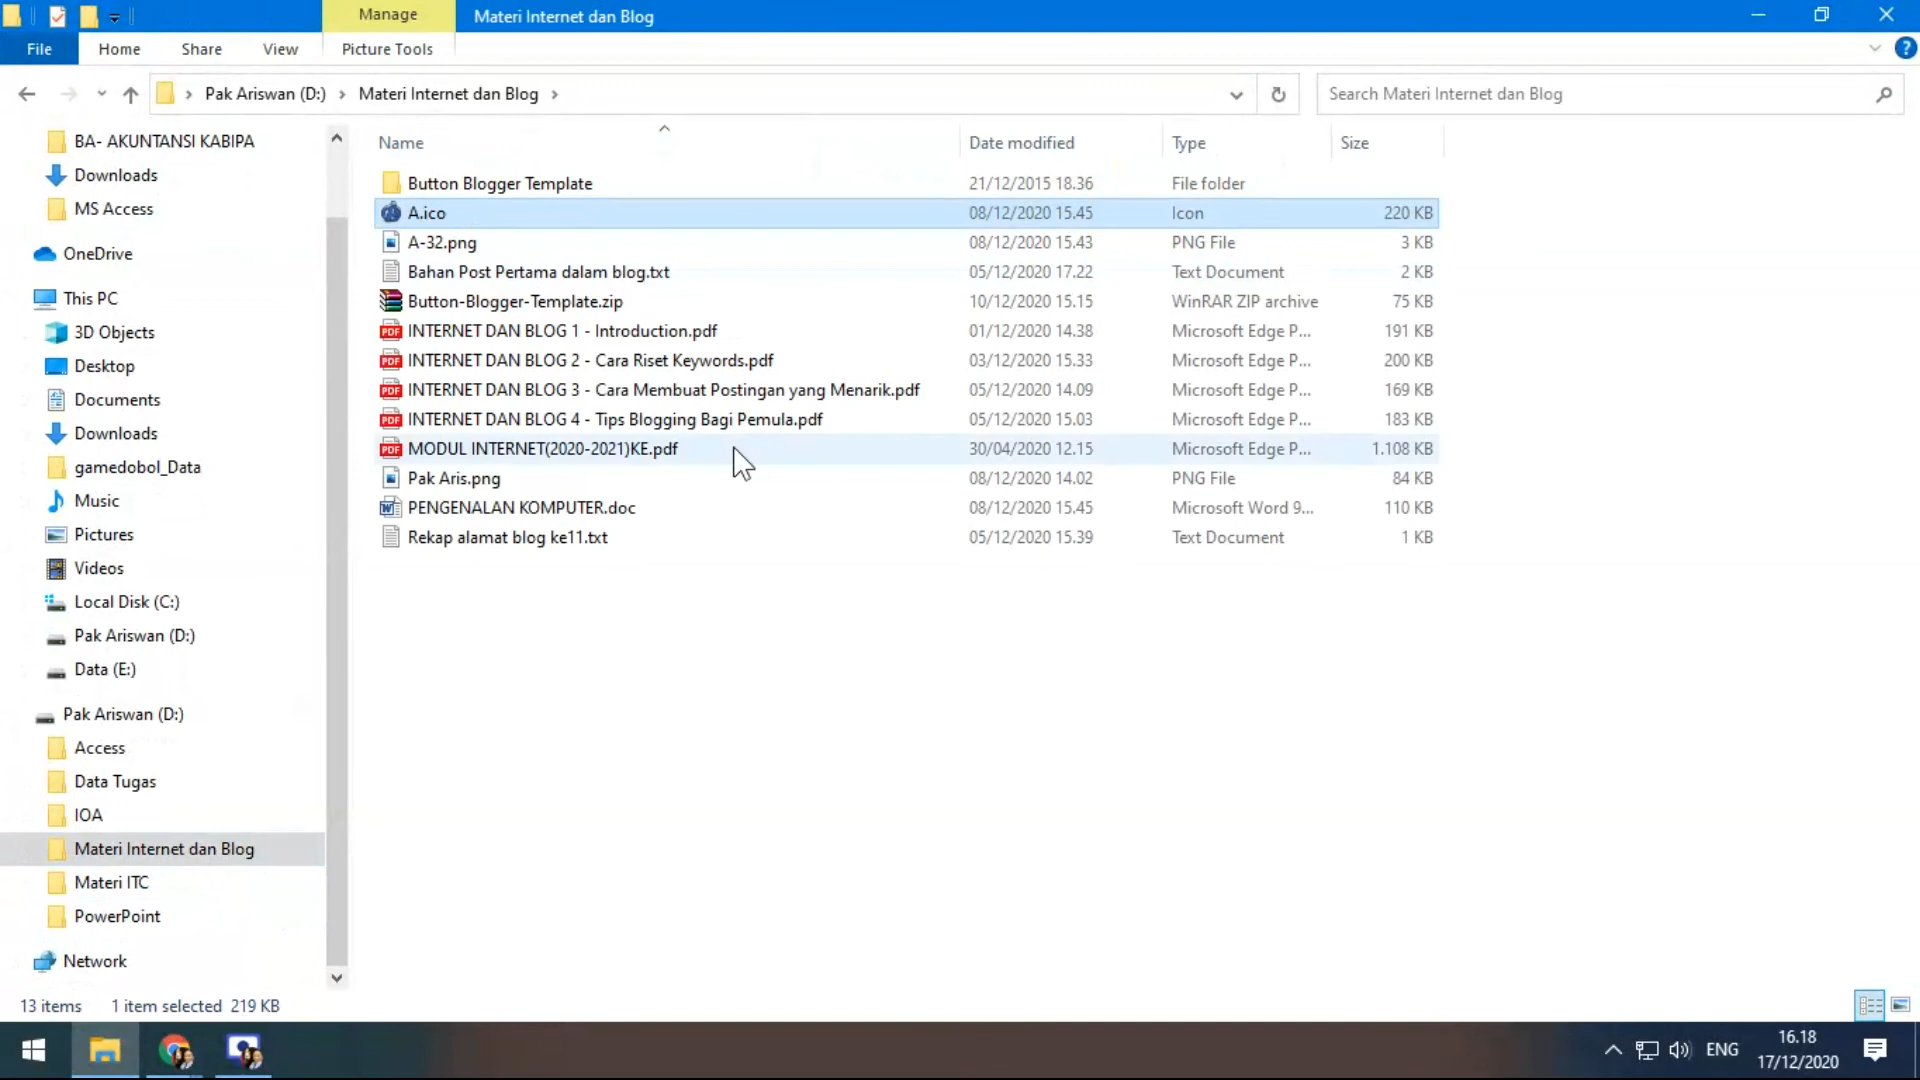 Manage
Materi Internet dan Blog
File
Home
Share
View
Picture Tools
Pak Ariswan (D:)
Materi Internet dan Blog
Search Materi Internet dan Blog
BA- AKUNTANSI KABIPA
Downloads
MS Access
OneDrive
This PC
3D Objects
Desktop
Documents
Downloads
gamedobol_Data
Music
Pictures
Videos
Local Disk (C:)
Pak Ariswan (D:)
Data (E:)
Pak Ariswan (D:)
Access
Data Tugas
IOA
Materi Internet dan Blog
Materi ITC
PowerPoint
Network
Name Date modified Type Size
Button Blogger Template 21/12/2015 18.36 File folder
A.ico 08/12/2020 15.45 Icon 220 KB
A-32.png 08/12/2020 15.43 PNG File 3 KB
Bahan Post Pertama dalam blog.txt 05/12/2020 17.22 Text Document 2 KB
Button-Blogger-Template.zip 10/12/2020 15.15 WinRAR ZIP archive 75 KB
PDF INTERNET DAN BLOG 1 - Introduction.pdf 01/12/2020 14.38 Microsoft Edge P... 191 KB
PDF INTERNET DAN BLOG 2 - Cara Riset Keywords.pdf 03/12/2020 15.33 Microsoft Edge P... 200 KB
PDF INTERNET DAN BLOG 3 - Cara Membuat Postingan yang Menarik.pdf 05/12/2020 14.09 Microsoft Edge P... 169 KB
PDF INTERNET DAN BLOG 4 - Tips Blogging Bagi Pemula.pdf 05/12/2020 15.03 Microsoft Edge P... 183 KB
PDF MODUL INTERNET(2020-2021)KE.pdf 30/04/2020 12.15 Microsoft Edge P... 1.108 KB
Pak Aris.png 08/12/2020 14.02 PNG File 84 KB
PENGENALAN KOMPUTER.doc 08/12/2020 15.45 Microsoft Word 9... 110 KB
Rekap alamat blog ke11.txt 05/12/2020 15.39 Text Document 1 KB
13 items 1 item selected 219 KB
ENG
16.18
17/12/2020